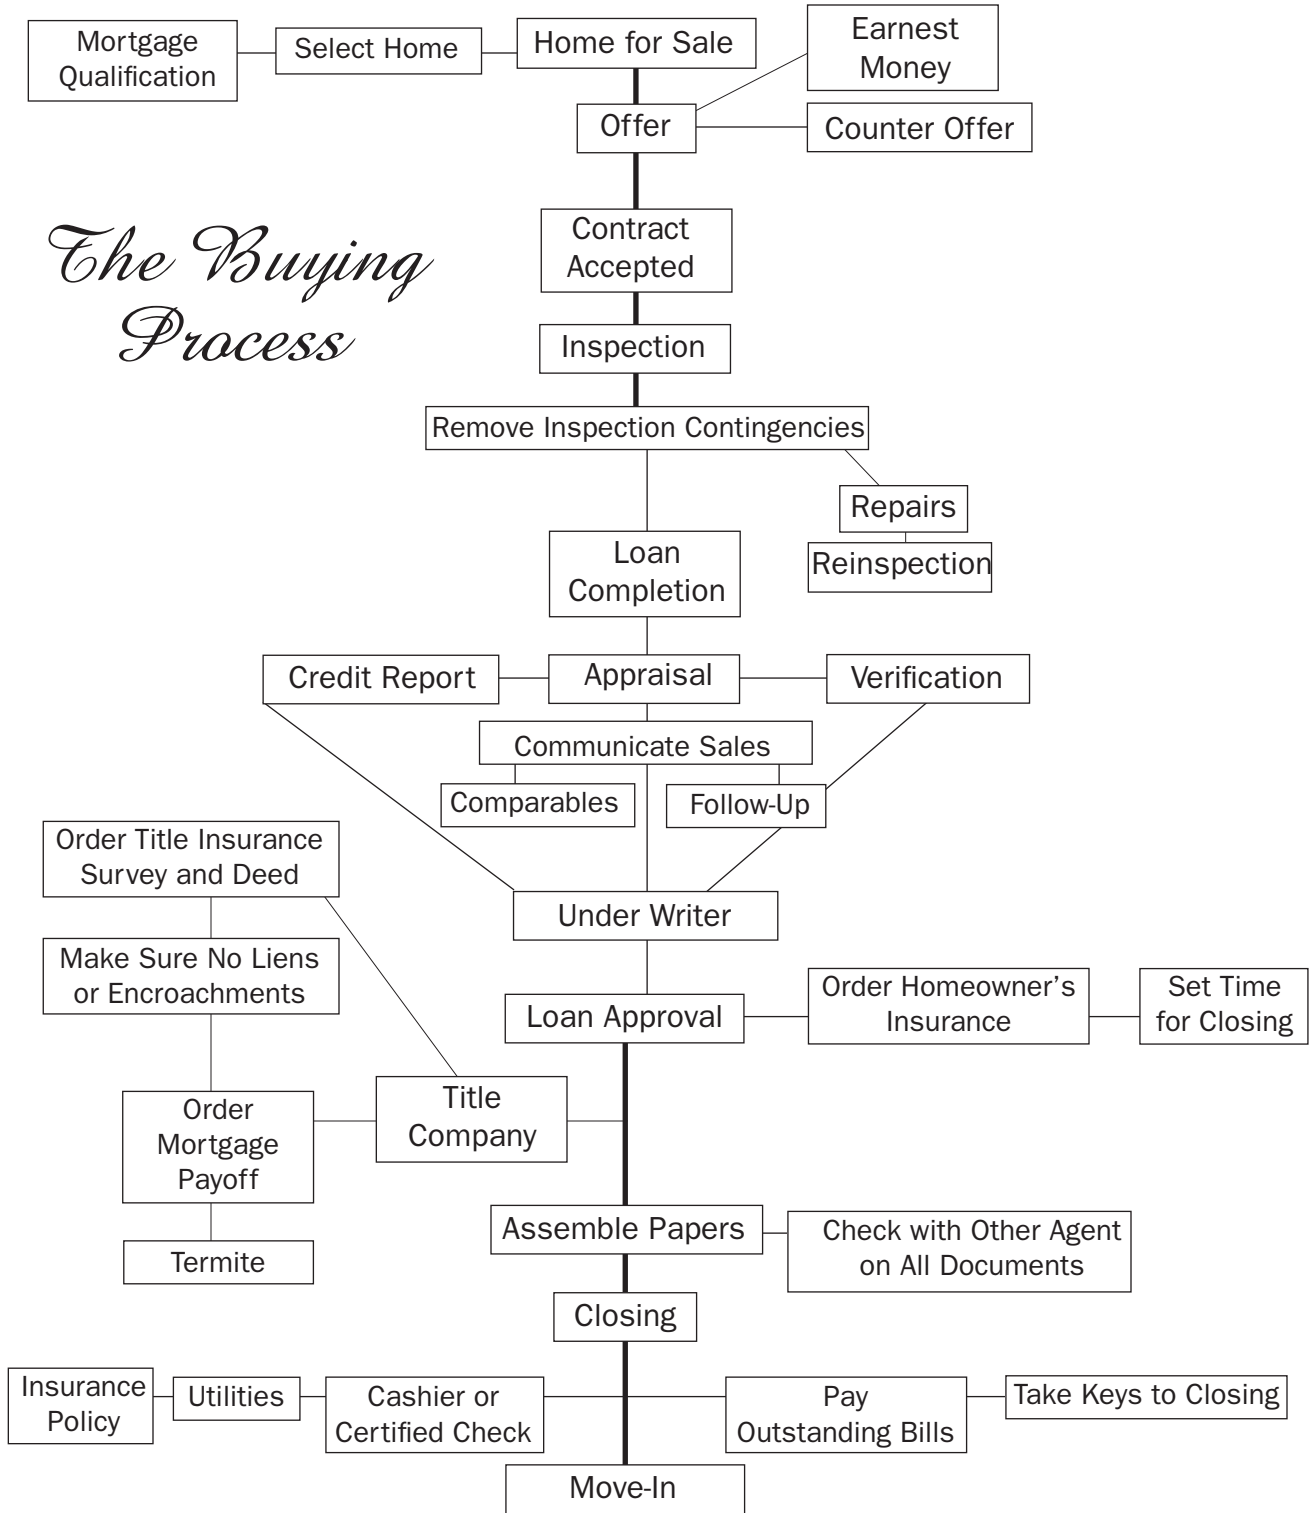 Mortgage
Qualification
Select Home
Home for Sale
Earnest
Money
Offer
Counter Offer
The Buying
Process
Contract
Accepted
Inspection
Remove Inspection Contingencies
Repairs
Reinspection
Loan
Completion
Credit Report
Appraisal
Verification
Communicate Sales
Comparables
Follow-Up
Order Title Insurance
Survey and Deed
Under Writer
Make Sure No Liens
or Encroachments
Loan Approval
Order Homeowner’s
Insurance
Set Time
for Closing
Order
Mortgage
Payoff
Title
Company
Termite
Assemble Papers
Check with Other Agent
on All Documents
Closing
Insurance
Policy
Utilities
Cashier or
Certified Check
Pay
Outstanding Bills
Take Keys to Closing
Move-In